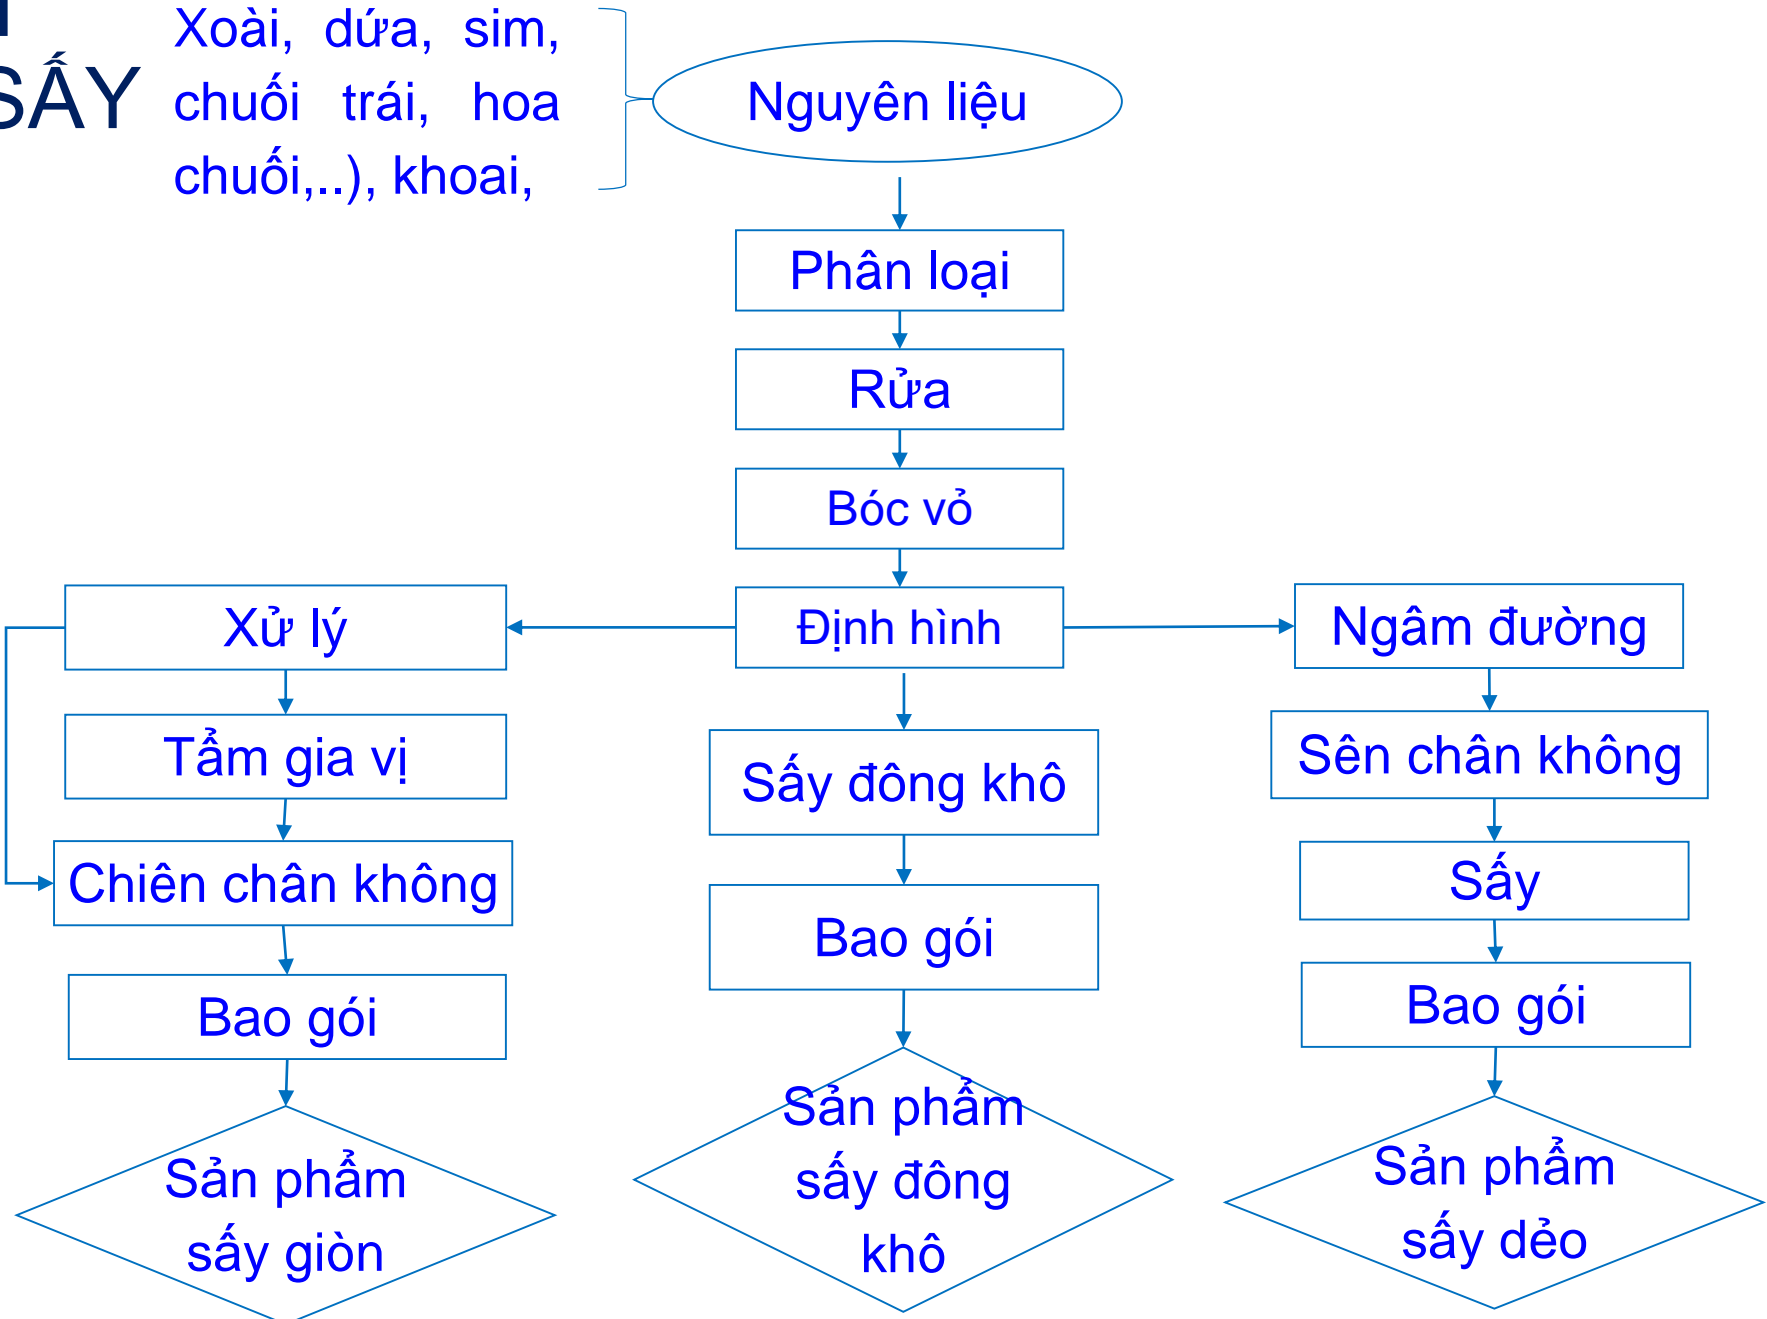 SẤY
Xoài, dứa, sim,
chuối trái, hoa
chuối,..), khoai,
Nguyên liệu
Phân loại
Rửa
Bóc vỏ
Định hình
Xử lý
Tẩm gia vị
Chiên chân không
Bao gói
Sản phẩm
sấy giòn
Sấy đông khô
Bao gói
Sản phẩm
sấy đông
khô
Ngâm đường
Sên chân không
Sấy
Bao gói
Sản phẩm
sấy dẻo